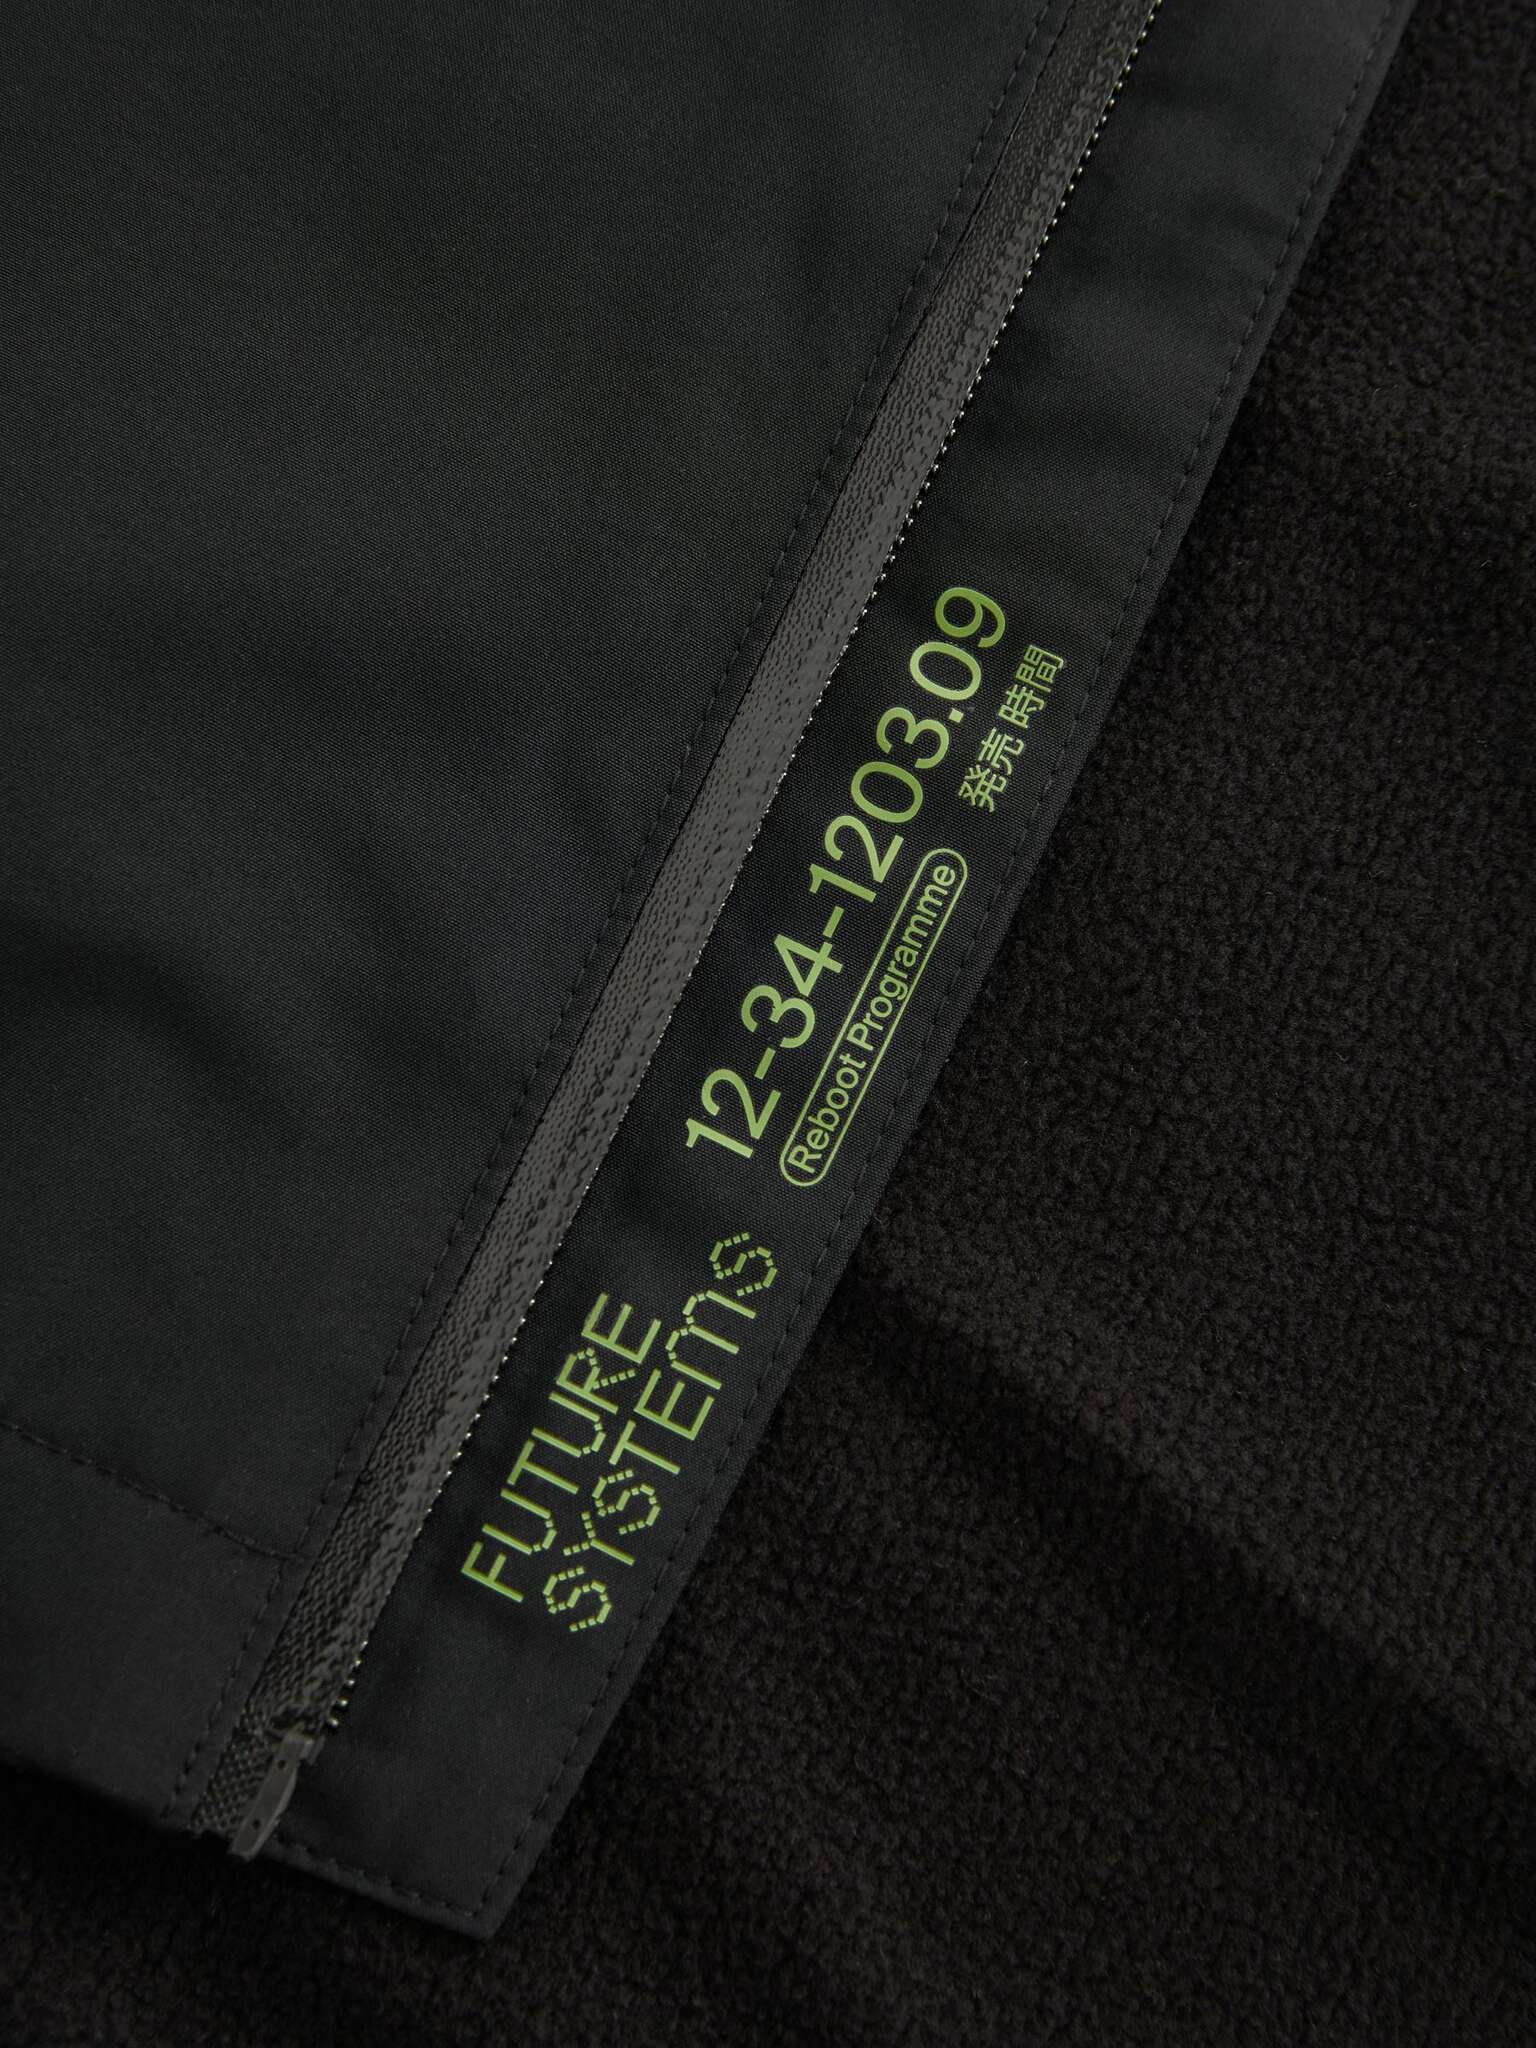 FUTURE
SYSTEMS
12-34-1203.09
Reboot Programme
発売 時間